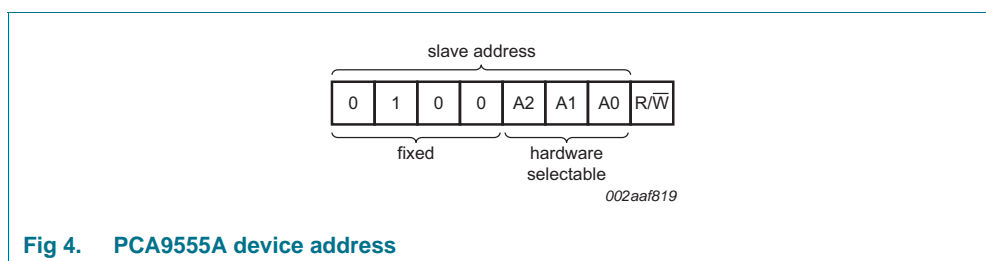 slave address
0 1 0 0 A2 A1 A0 R/W̅
fixed
hardware
selectable
002aaf819
Fig 4. PCA9555A device address